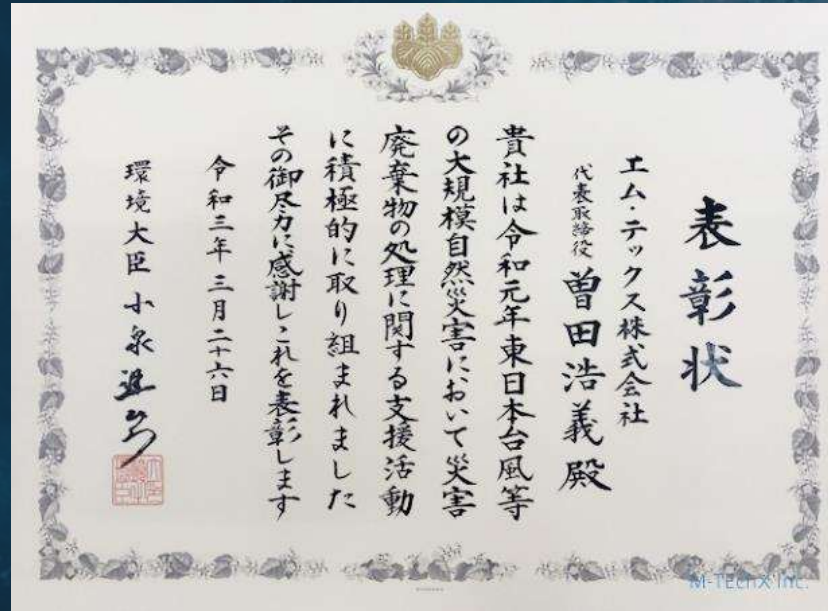 表彰状
エム・テックス株式会社
代表取締役 曽田浩義殿
貴社は令和元年東日本台風等
の大規模自然災害において災害
廃棄物の処理に関する支援活動
に積極的に取り組まれました
その御尽力に感謝しこれを表彰します
令和三年三月二十六日
環境大臣 小泉進次郎
M-TEchX Inc.